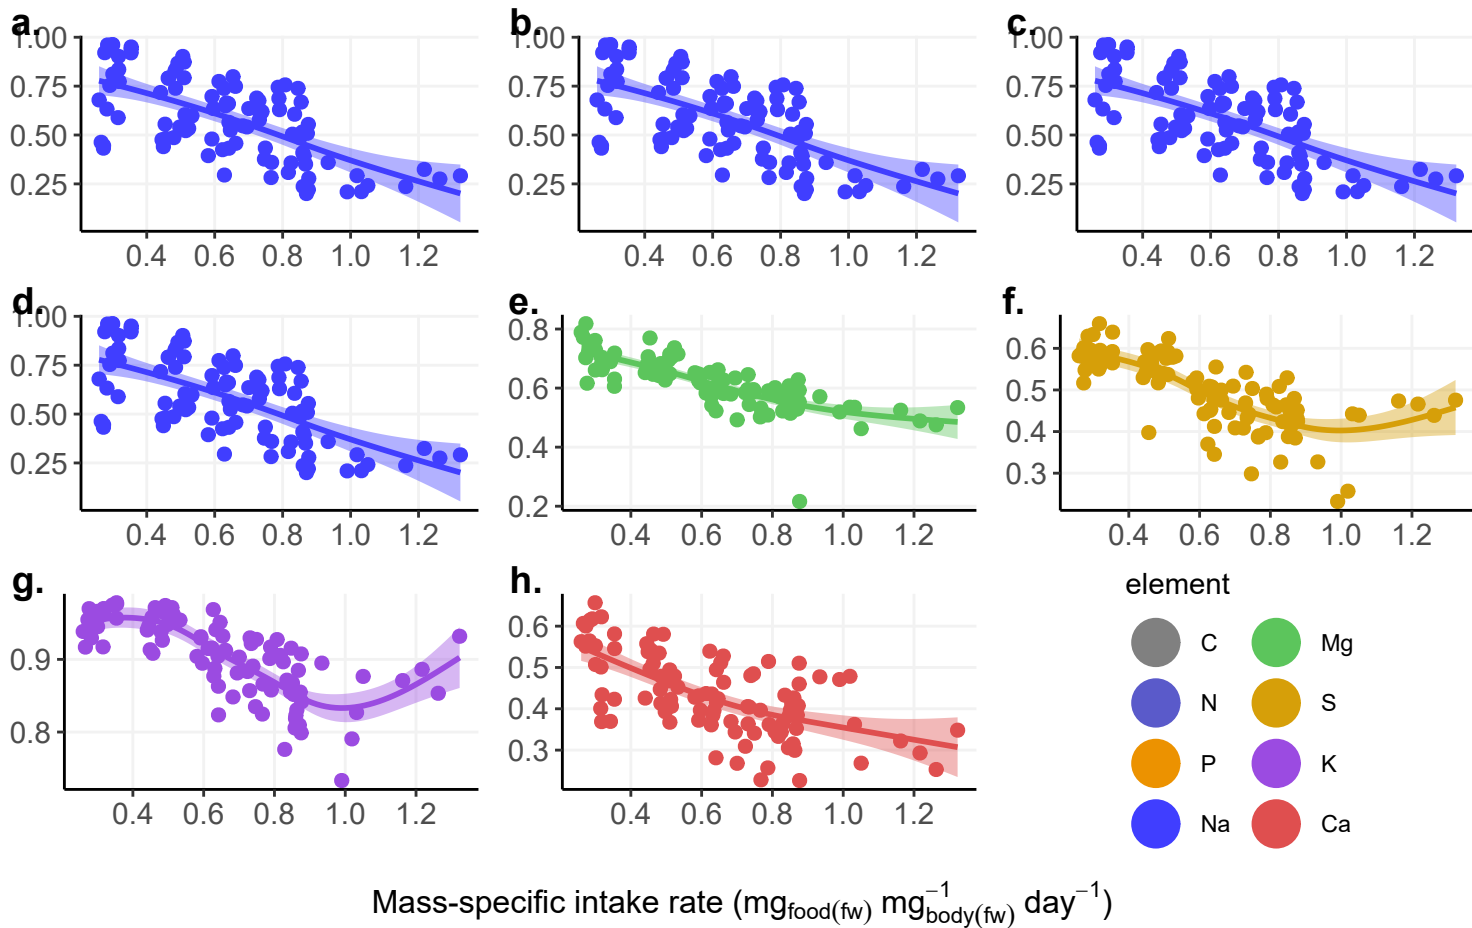 a. b. c.
1.00 1.00 1.00
0.75 0.75 0.75
0.50 0.50 0.50
0.25 0.25 0.25
0.4 0.6 0.8 1.0 1.2 0.4 0.6 0.8 1.0 1.2 0.4 0.6 0.8 1.0 1.2
d. e. f.
1.00 0.8 0.6
0.75 0.6 0.5
0.50 0.4 0.4
0.25 0.2 0.3
0.4 0.6 0.8 1.0 1.2 0.4 0.6 0.8 1.0 1.2 0.4 0.6 0.8 1.0 1.2
g. h. element
0.9 0.6 C Mg
0.8 0.5 N S
0.4 P K
0.3 Na Ca
0.4 0.6 0.8 1.0 1.2 0.4 0.6 0.8 1.0 1.2
Mass-specific intake rate (mg food(fw) mg body(fw) −1 day −1)